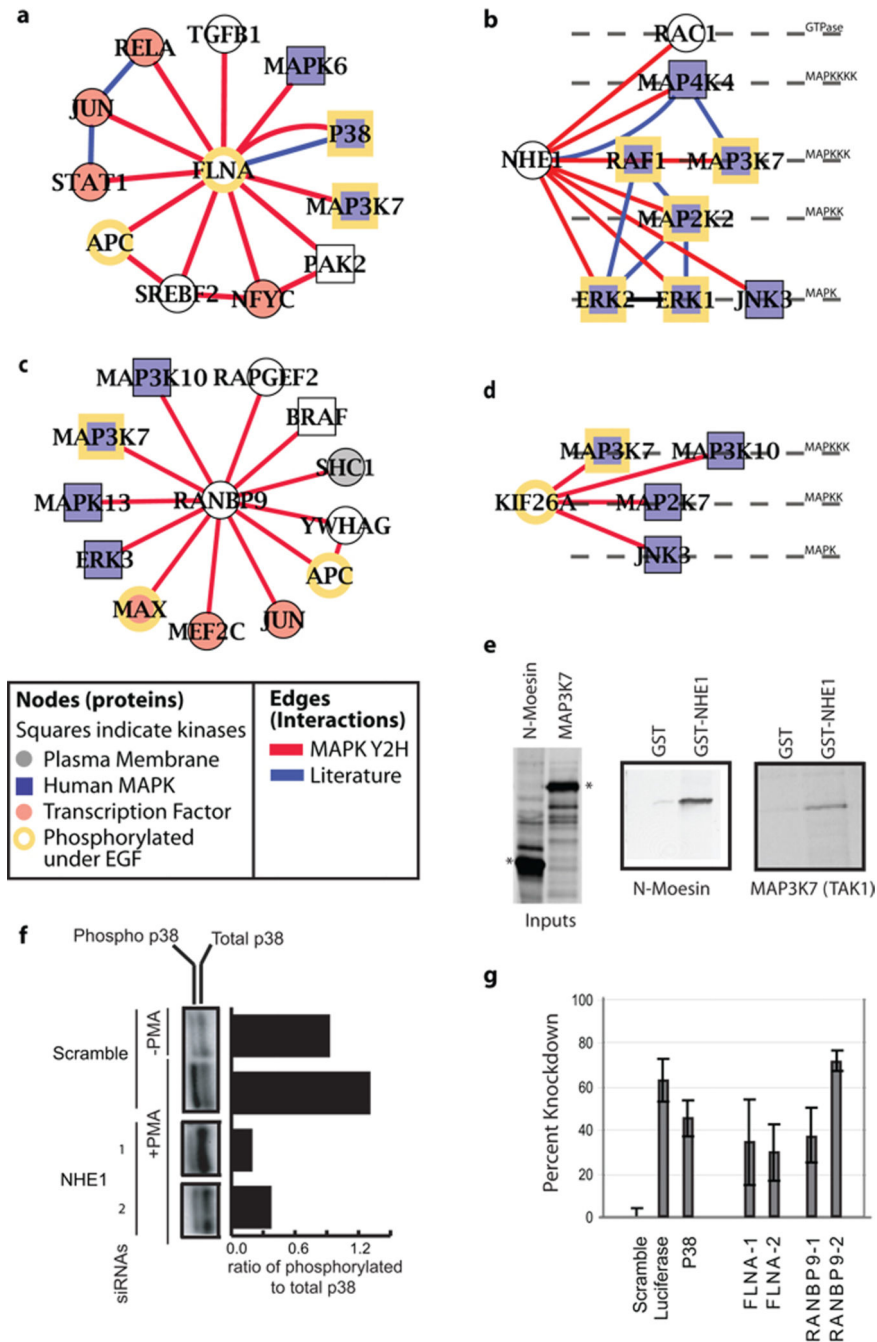 a
RELA
TGFB1
MAPK6
JUN
P38
STAT1
FLNA
MAP3K7
APC
PAK2
SREBF2
NFYC
b
RAC1
GTPase
MAP4K4
MAPKKKK
NHE1
RAF1
MAP3K7
MAPKKK
MAP2K2
MAPKK
ERK2
ERK1
JNK3
MAPK
c
MAP3K10
RAPGEF2
BRAF
MAP3K7
SHC1
MAPK13
RANBP9
YWHAG
ERK3
APC
MAX
MEF2C
JUN
d
MAP3K7
MAP3K10
MAPKKK
KIF26A
MAP2K7
MAPKK
JNK3
MAPK
Nodes (proteins)
Squares indicate kinases
Plasma Membrane
Human MAPK
Transcription Factor
Phosphorylated
under EGF
Edges
(Interactions)
MAPK Y2H
Literature
e
N-Moesin
MAP3K7
*
*
Inputs
GST
GST-NHE1
N-Moesin
GST
GST-NHE1
MAP3K7 (TAK1)
f
Phospho p38
Total p38
Scramble
-PMA
+PMA
NHE1
1
2
siRNAs
0.0 0.6 1.2
ratio of phosphorylated
to total p38
g
Percent Knockdown
100
80
60
40
20
0
Scramble
Luciferase
P38
FLNA-1
FLNA-2
RANBP9-1
RANBP9-2